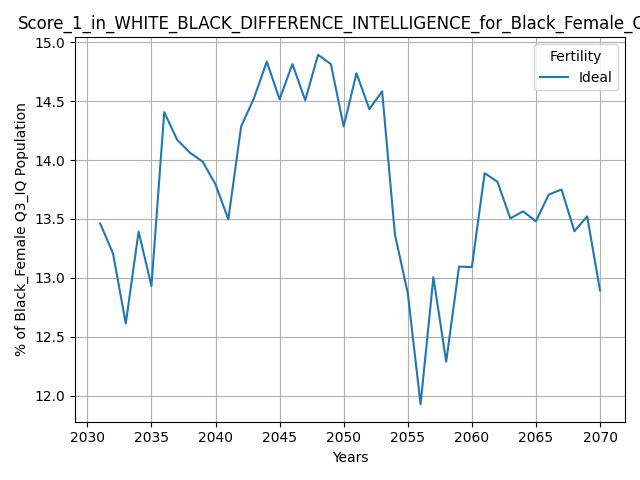 Score_1_in_WHITE_BLACK_DIFFERENCE_INTELLIGENCE_for_Black_Female_
15.0
14.5
14.0
13.5
13.0
12.5
12.0
% of Black_Female Q3_IQ Population
Fertility
Ideal
2030 2035 2040 2045 2050 2055 2060 2065 2070
Years